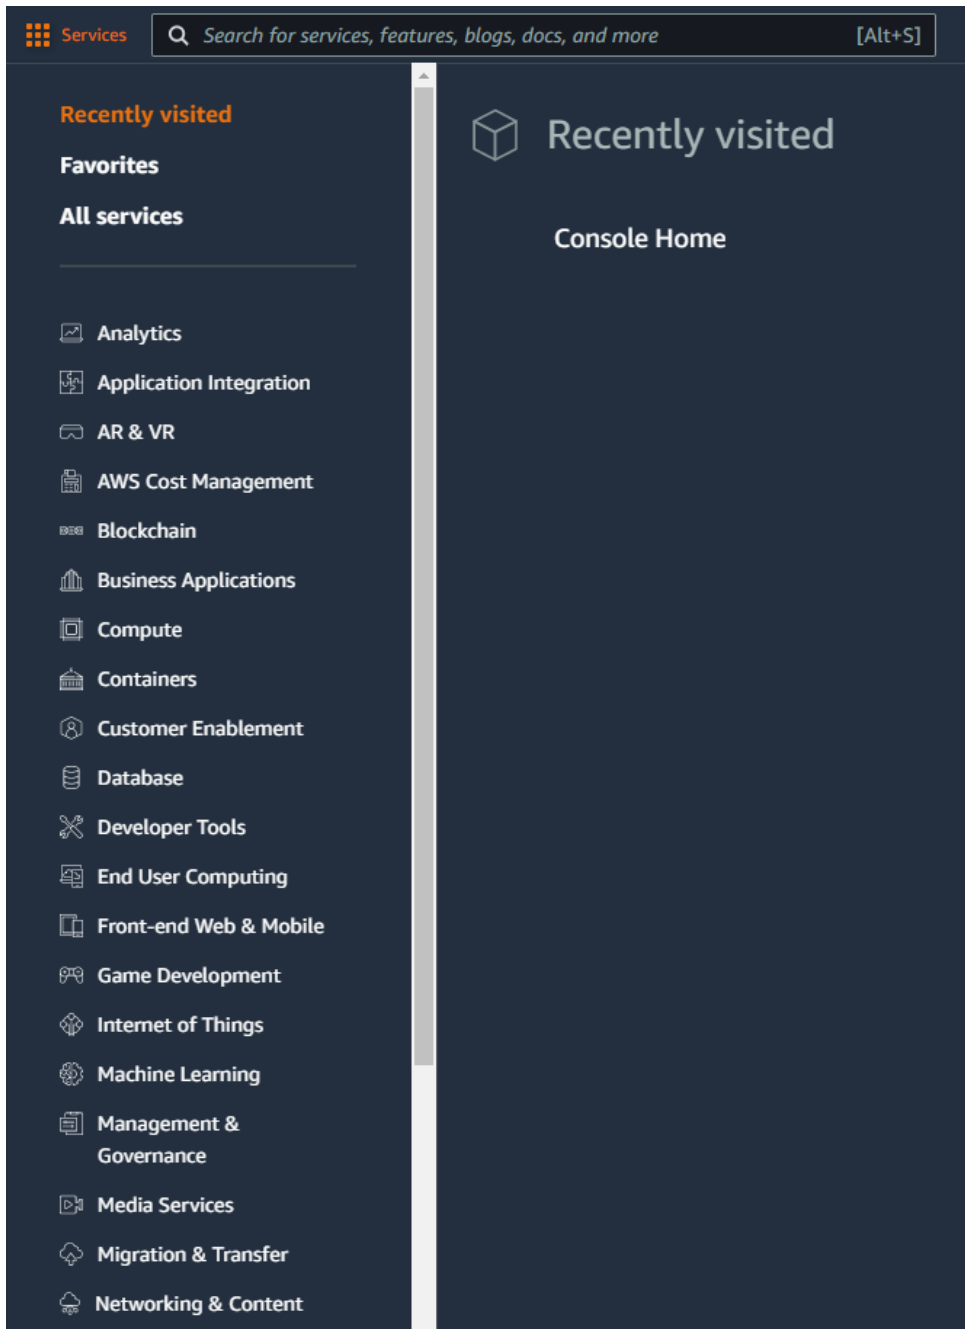 Services
Search for services, features, blogs, docs, and more
[Alt+S]
Recently visited
Favorites
All services
Analytics
Application Integration
AR & VR
AWS Cost Management
Blockchain
Business Applications
Compute
Containers
Customer Enablement
Database
Developer Tools
End User Computing
Front-end Web & Mobile
Game Development
Internet of Things
Machine Learning
Management &
Governance
Media Services
Migration & Transfer
Networking & Content
Recently visited
Console Home